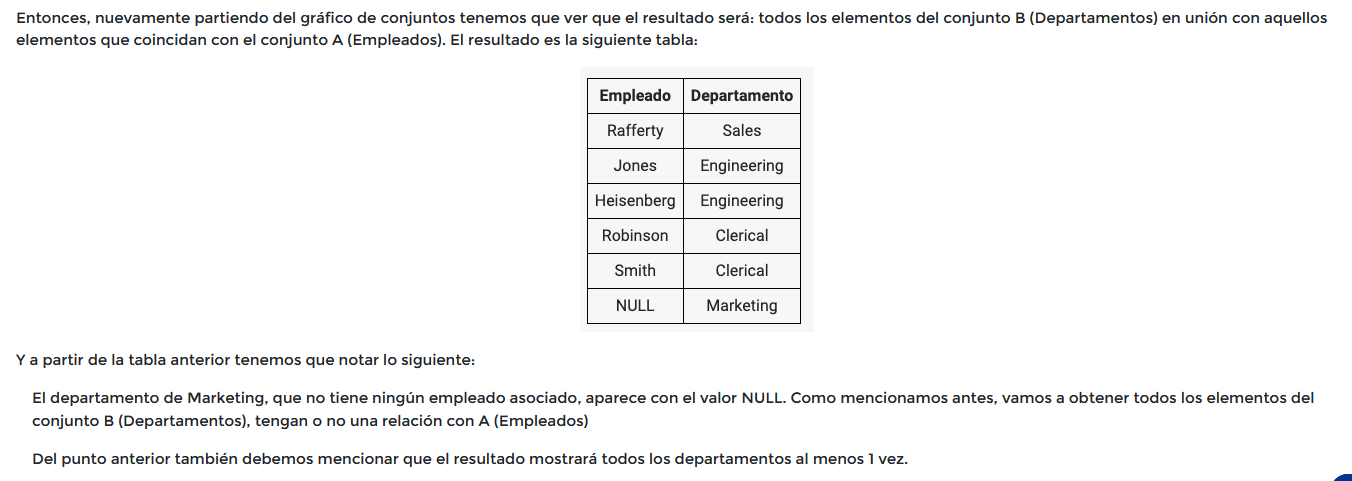 Entonces, nuevamente partiendo del gráfico de conjuntos tenemos que ver que el resultado será: todos los elementos del conjunto B (Departamentos) en unión con aquellos
elementos que coincidan con el conjunto A (Empleados). El resultado es la siguiente tabla:
Empleado Departamento
Rafferty Sales
Jones Engineering
Heisenberg Engineering
Robinson Clerical
Smith Clerical
NULL Marketing
Y a partir de la tabla anterior tenemos que notar lo siguiente:
El departamento de Marketing, que no tiene ningún empleado asociado, aparece con el valor NULL. Como mencionamos antes, vamos a obtener todos los elementos del
conjunto B (Departamentos), tengan o no una relación con A (Empleados)
Del punto anterior también debemos mencionar que el resultado mostrará todos los departamentos al menos 1 vez.